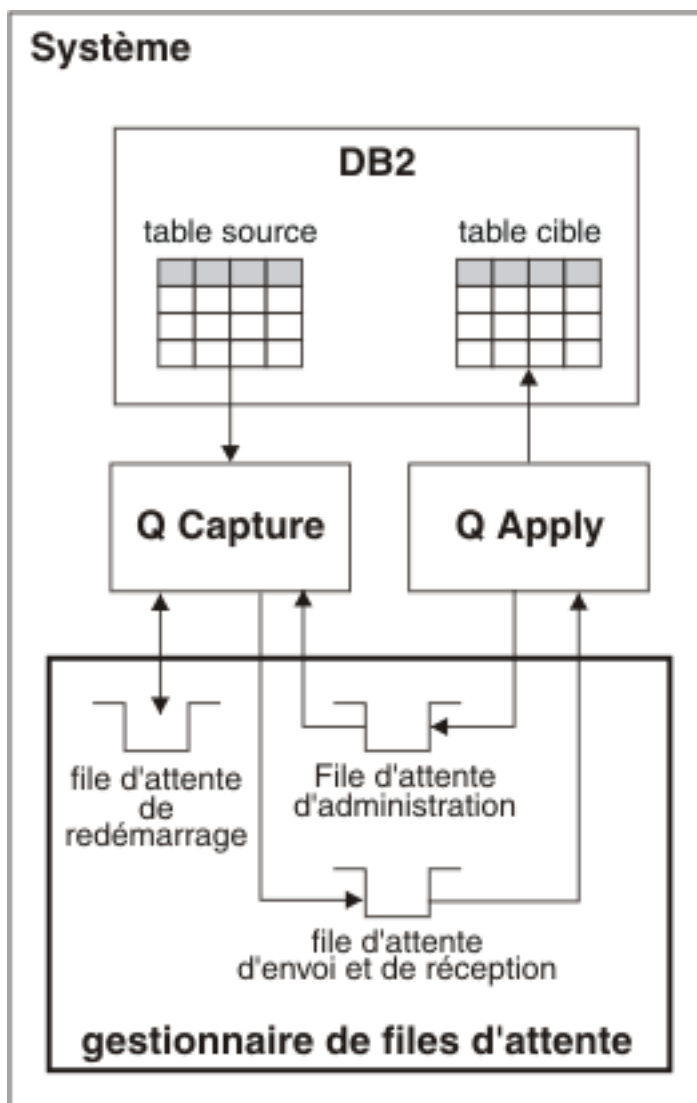 Système
DB2
table source
table cible
Q Capture
Q Apply
file d'attente
de
redémarrage
File d'attente
d'administration
file d'attente
d'envoi et de réception
gestionnaire de files d'attente